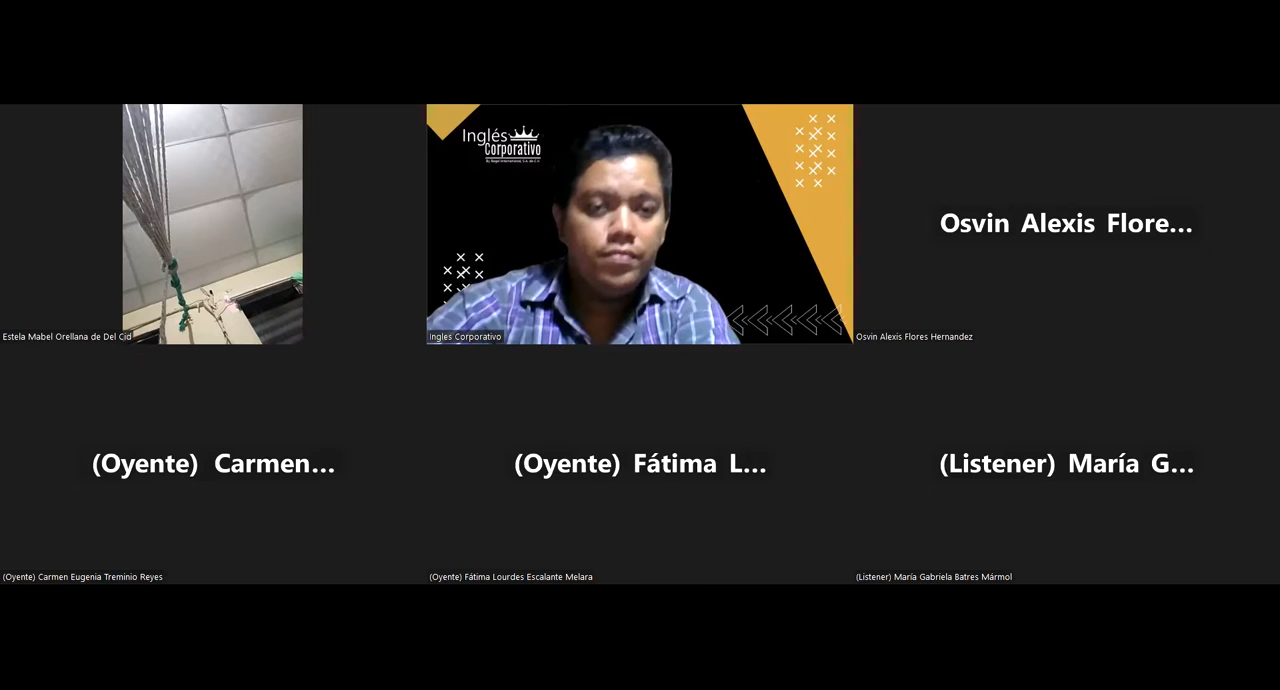 Inglés
Corporativo
Osvin Alexis Flore...
Estela Mabel Orellana de Del Cid
Ingles Corporativo
Osvin Alexis Flores Hernandez
(Oyente) Carmen...
(Oyente) Fátima L...
(Listener) María G...
(Oyente) Carmen Eugenia Treminio Reyes
(Oyente) Fátima Lourdes Escalante Melara
(Listener) María Gabriela Batres Mármol